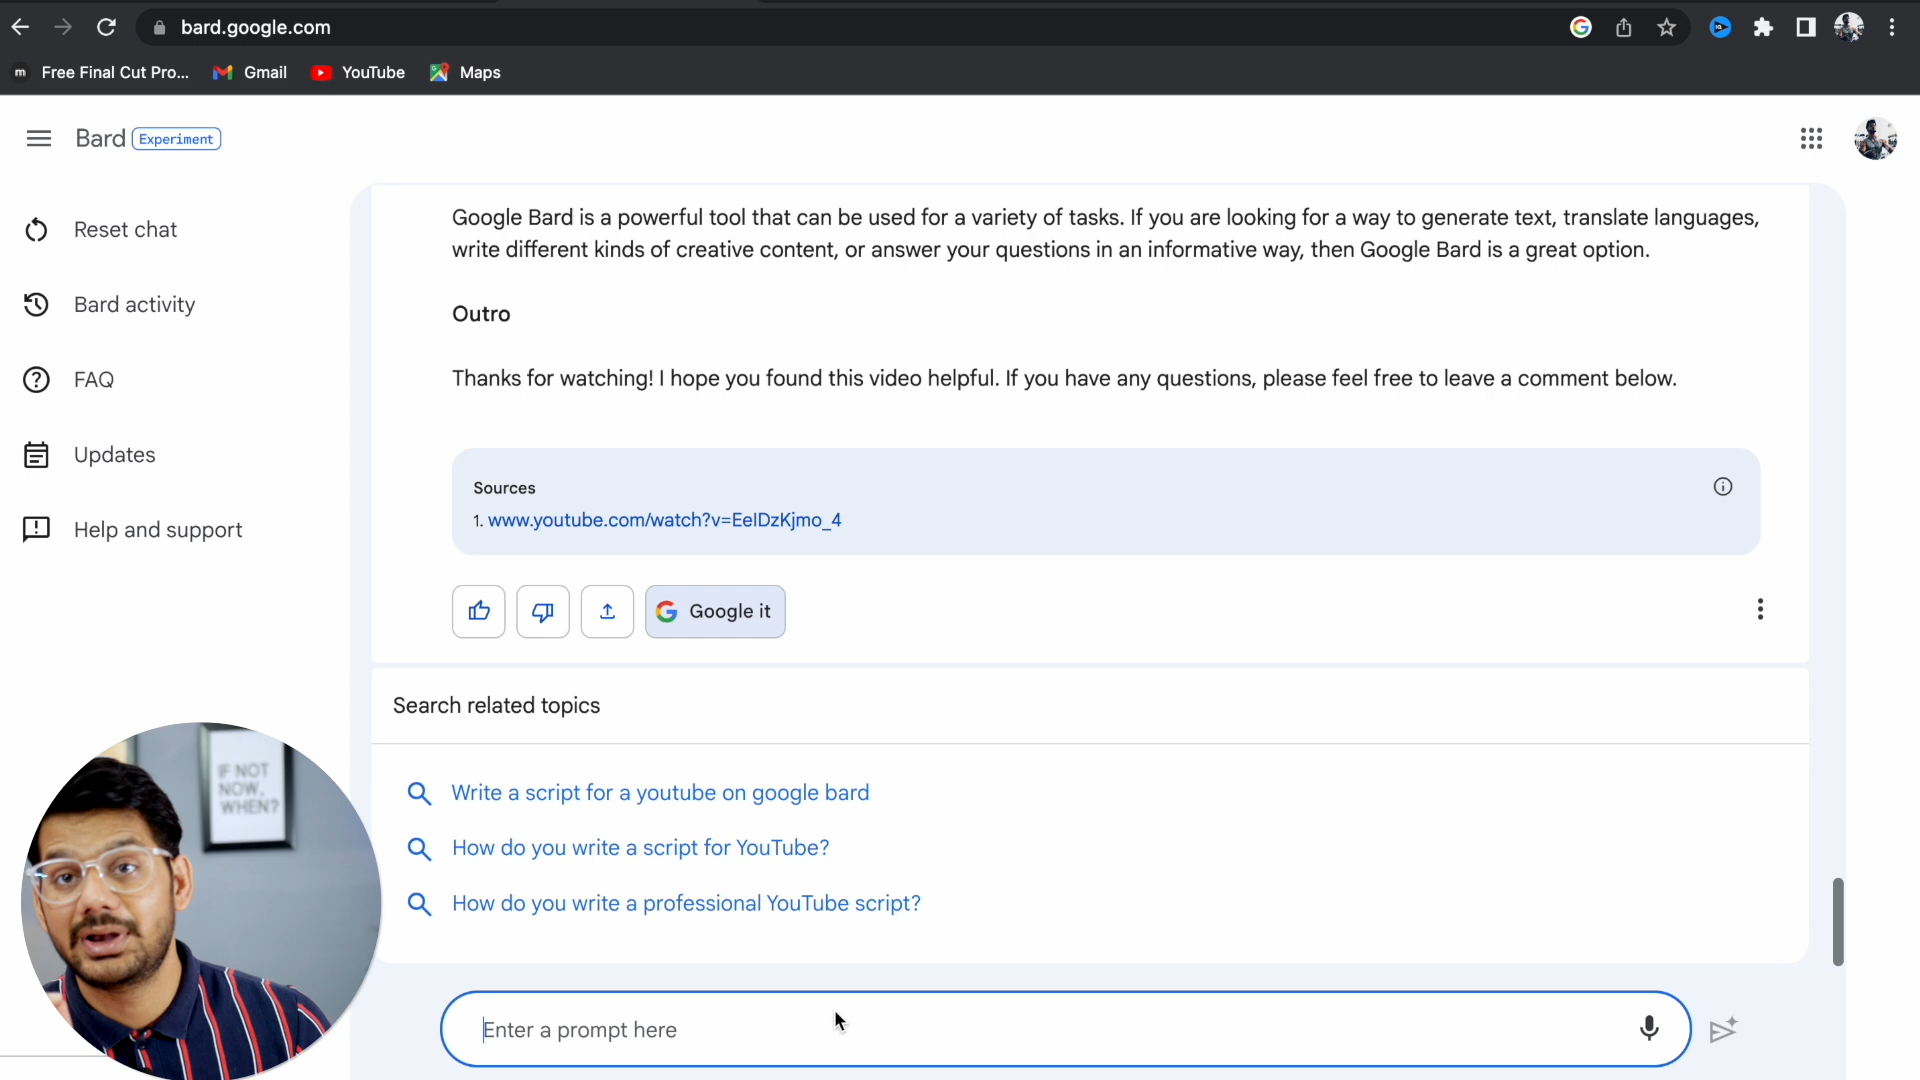 bard.google.com
Free Final Cut Pro...
Gmail
YouTube
Maps
Bard Experiment
Reset chat
Bard activity
FAQ
Updates
Help and support
Google Bard is a powerful tool that can be used for a variety of tasks. If you are looking for a way to generate text, translate languages,
write different kinds of creative content, or answer your questions in an informative way, then Google Bard is a great option.
Outro
Thanks for watching! I hope you found this video helpful. If you have any questions, please feel free to leave a comment below.
Sources
1. www.youtube.com/watch?v=EeIDzKjmo_4
Google it
Search related topics
Write a script for a youtube on google bard
How do you write a script for YouTube?
How do you write a professional YouTube script?
Enter a prompt here
IF NOT
NOW,
WHEN?